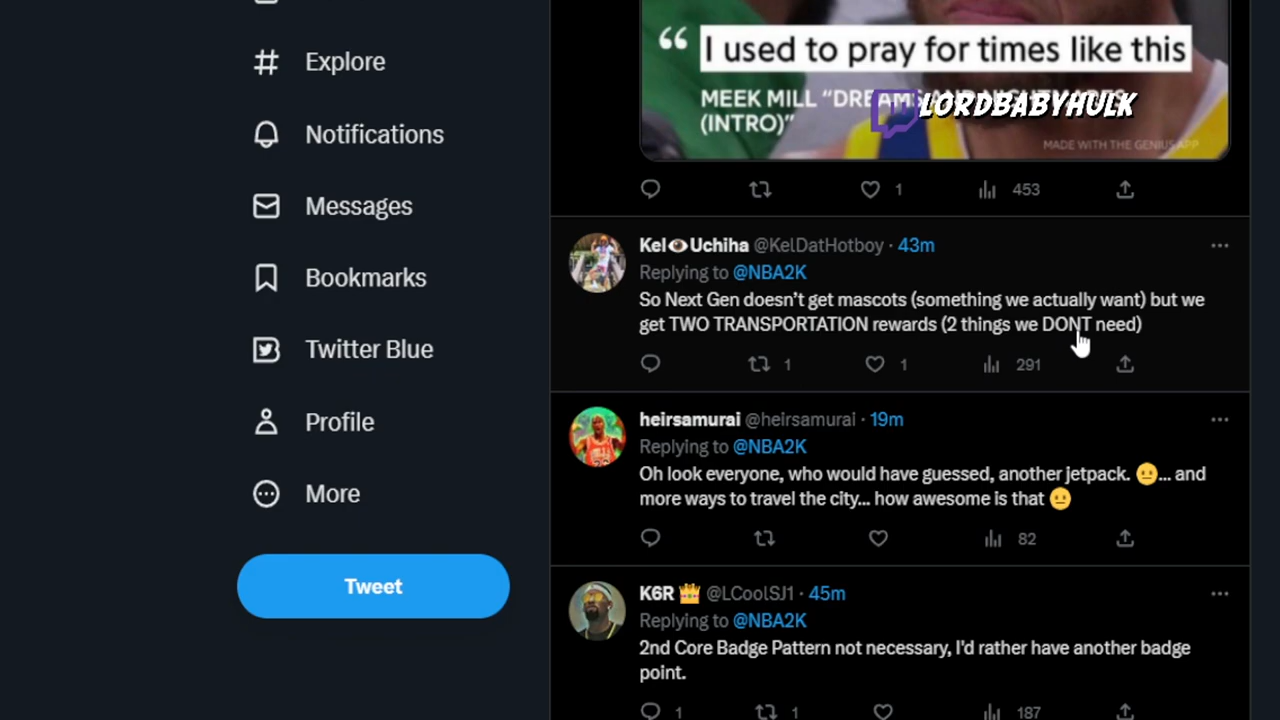 “ I used to pray for times like this
MEEK MILL “DREAMS AND NIGHTMARES
(INTRO)”
LORDBABYHULK
MADE WITH THE GENIUS APP
1 453
Explore
Notifications
Messages
Bookmarks
Twitter Blue
Profile
More
Tweet
Kel👁Uchiha @KelDatHotboy · 43m
Replying to @NBA2K
So Next Gen doesn’t get mascots (something we actually want) but we
get TWO TRANSPORTATION rewards (2 things we DONT need)
1 1 291
heirsamurai @heirsamurai · 19m
Replying to @NBA2K
Oh look everyone, who would have guessed, another jetpack. 😐... and
more ways to travel the city... how awesome is that 😐
82
K6R 👑 @LCoolSJ1 · 45m
Replying to @NBA2K
2nd Core Badge Pattern not necessary, I'd rather have another badge
point.
1 1 187